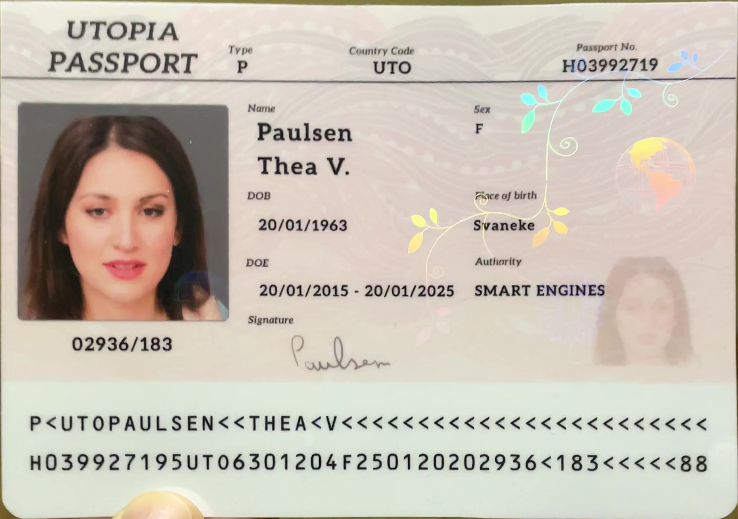 UTOPIA
PASSPORT
Type
P
Country Code
UTO
Passport No.
H03992719
Name
Paulsen
Thea V.
Sex
F
DOB
20/01/1963
Place of birth
Svaneke
DOE
20/01/2015 - 20/01/2025
Authority
SMART ENGINES
02936/183
Signature
Paulsen
P<UTOPAULSEN<<THEA<V<<<<<<<<<<<<<<<<<<<<<<<<
H039927195UTO6301204F250120202936<183<<<<<88